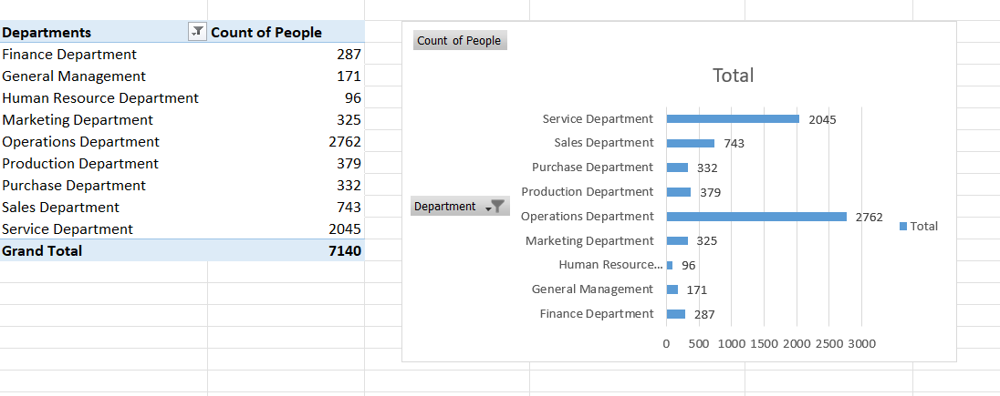 Departments Count of People
Finance Department 287
General Management 171
Human Resource Department 96
Marketing Department 325
Operations Department 2762
Production Department 379
Purchase Department 332
Sales Department 743
Service Department 2045
Grand Total 7140
Count of People
Total
Service Department 2045
Sales Department 743
Purchase Department 332
Production Department 379
Department
Operations Department 2762
Total
Marketing Department 325
Human Resource... 96
General Management 171
Finance Department 287
0 500 1000 1500 2000 2500 3000